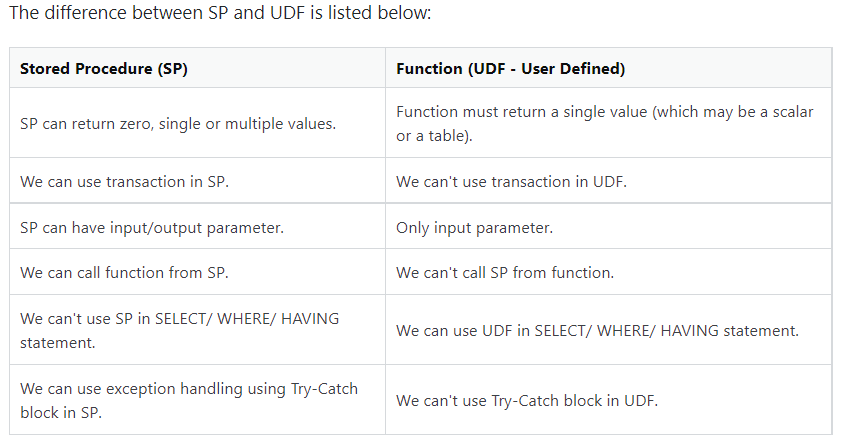 The difference between SP and UDF is listed below:
Stored Procedure (SP)
Function (UDF - User Defined)
SP can return zero, single or multiple values.
Function must return a single value (which may be a scalar
or a table).
We can use transaction in SP.
We can't use transaction in UDF.
SP can have input/output parameter.
Only input parameter.
We can call function from SP.
We can't call SP from function.
We can't use SP in SELECT/ WHERE/ HAVING
statement.
We can use UDF in SELECT/ WHERE/ HAVING statement.
We can use exception handling using Try-Catch
block in SP.
We can't use Try-Catch block in UDF.